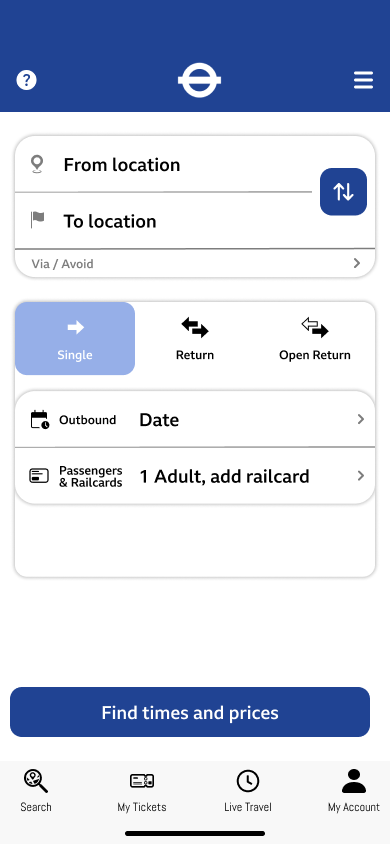 ?
From location
To location
Via / Avoid
Single
Return
Open Return
Outbound
Date
Passengers
& Railcards
1 Adult, add railcard
Find times and prices
Search
My Tickets
Live Travel
My Account